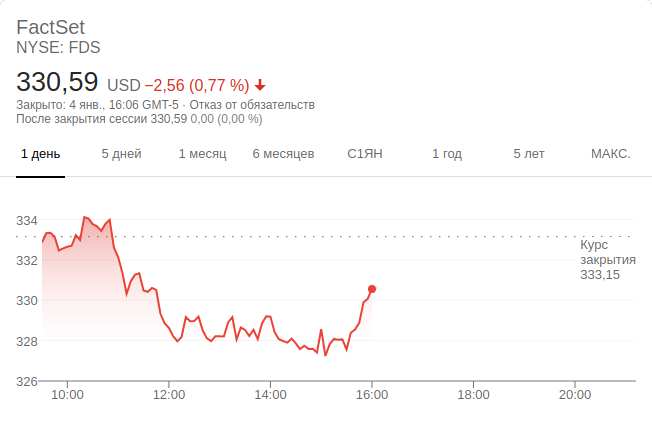 FactSet
NYSE: FDS
330,59 USD −2,56 (0,77 %)
Закрыто: 4 янв., 16:06 GMT-5 · Отказ от обязательств
После закрытия сессии 330,59 0,00 (0,00 %)
1 день 5 дней 1 месяц 6 месяцев С1ЯН 1 год 5 лет МАКС.
334
Курс
закрытия
333,15
332
330
328
326
10:00 12:00 14:00 16:00 18:00 20:00